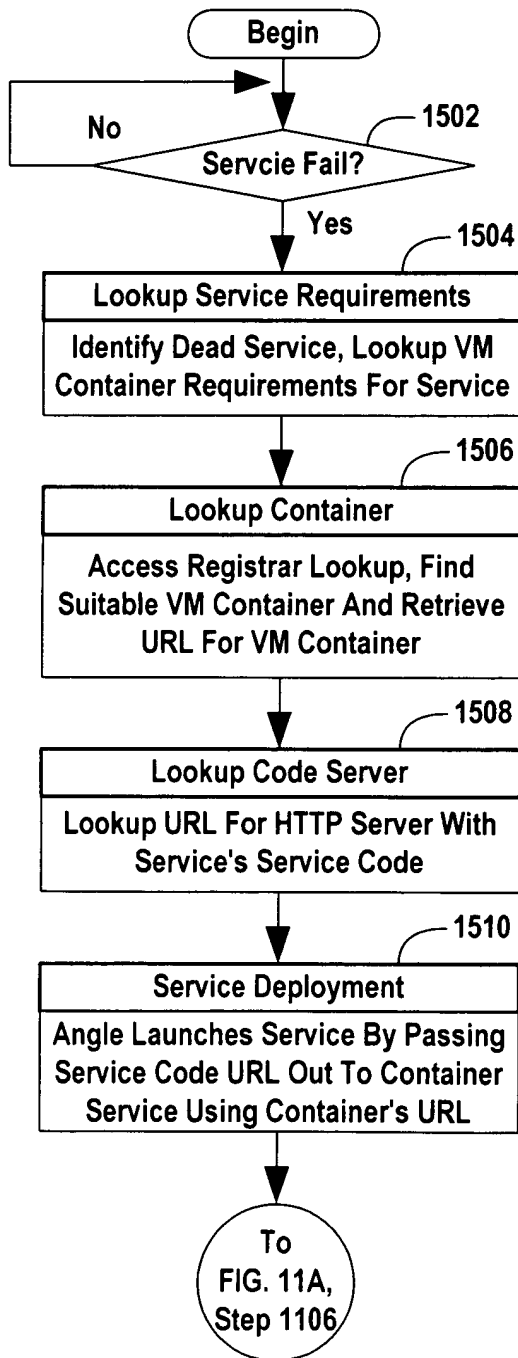 Begin
No
1502
Servcie Fail?
Yes
1504
Lookup Service Requirements
Identify Dead Service, Lookup VM
Container Requirements For Service
1506
Lookup Container
Access Registrar Lookup, Find
Suitable VM Container And Retrieve
URL For VM Container
1508
Lookup Code Server
Lookup URL For HTTP Server With
Service's Service Code
1510
Service Deployment
Angle Launches Service By Passing
Service Code URL Out To Container
Service Using Container's URL
To
FIG. 11A,
Step 1106